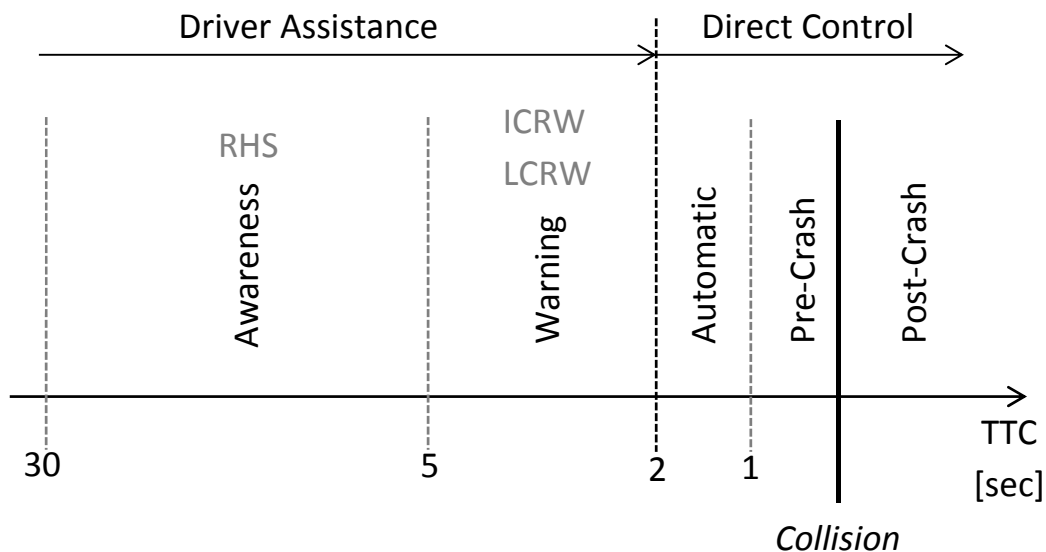 Driver Assistance
Direct Control
RHS
ICRW
LCRW
Awareness
Warning
Automatic
Pre-Crash
Post-Crash
30
5
2
1
TTC
[sec]
Collision